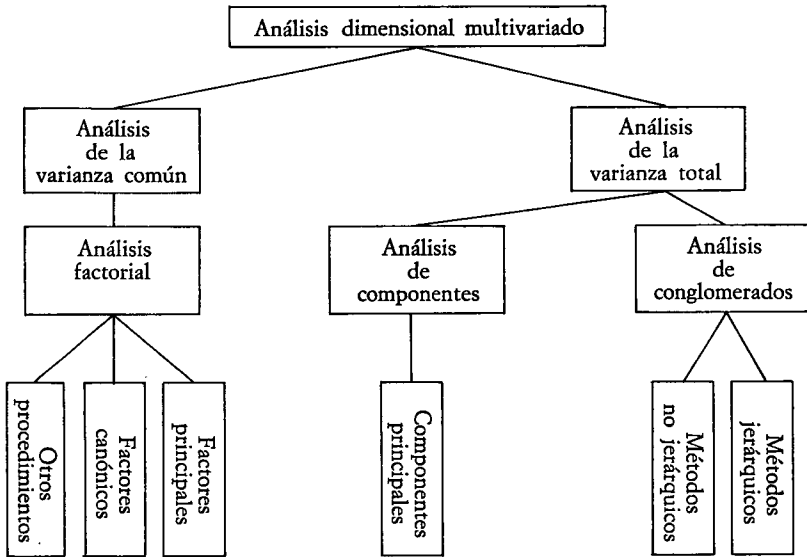 Análisis dimensional multivariado
Análisis
de la
varianza común
Análisis
de la
varianza total
Análisis
factorial
Análisis
de
componentes
Análisis
de
conglomerados
Otros
procedimientos
Factores
canónicos
Factores
principales
Componentes
principales
Métodos
no jerárquicos
Métodos
jerárquicos